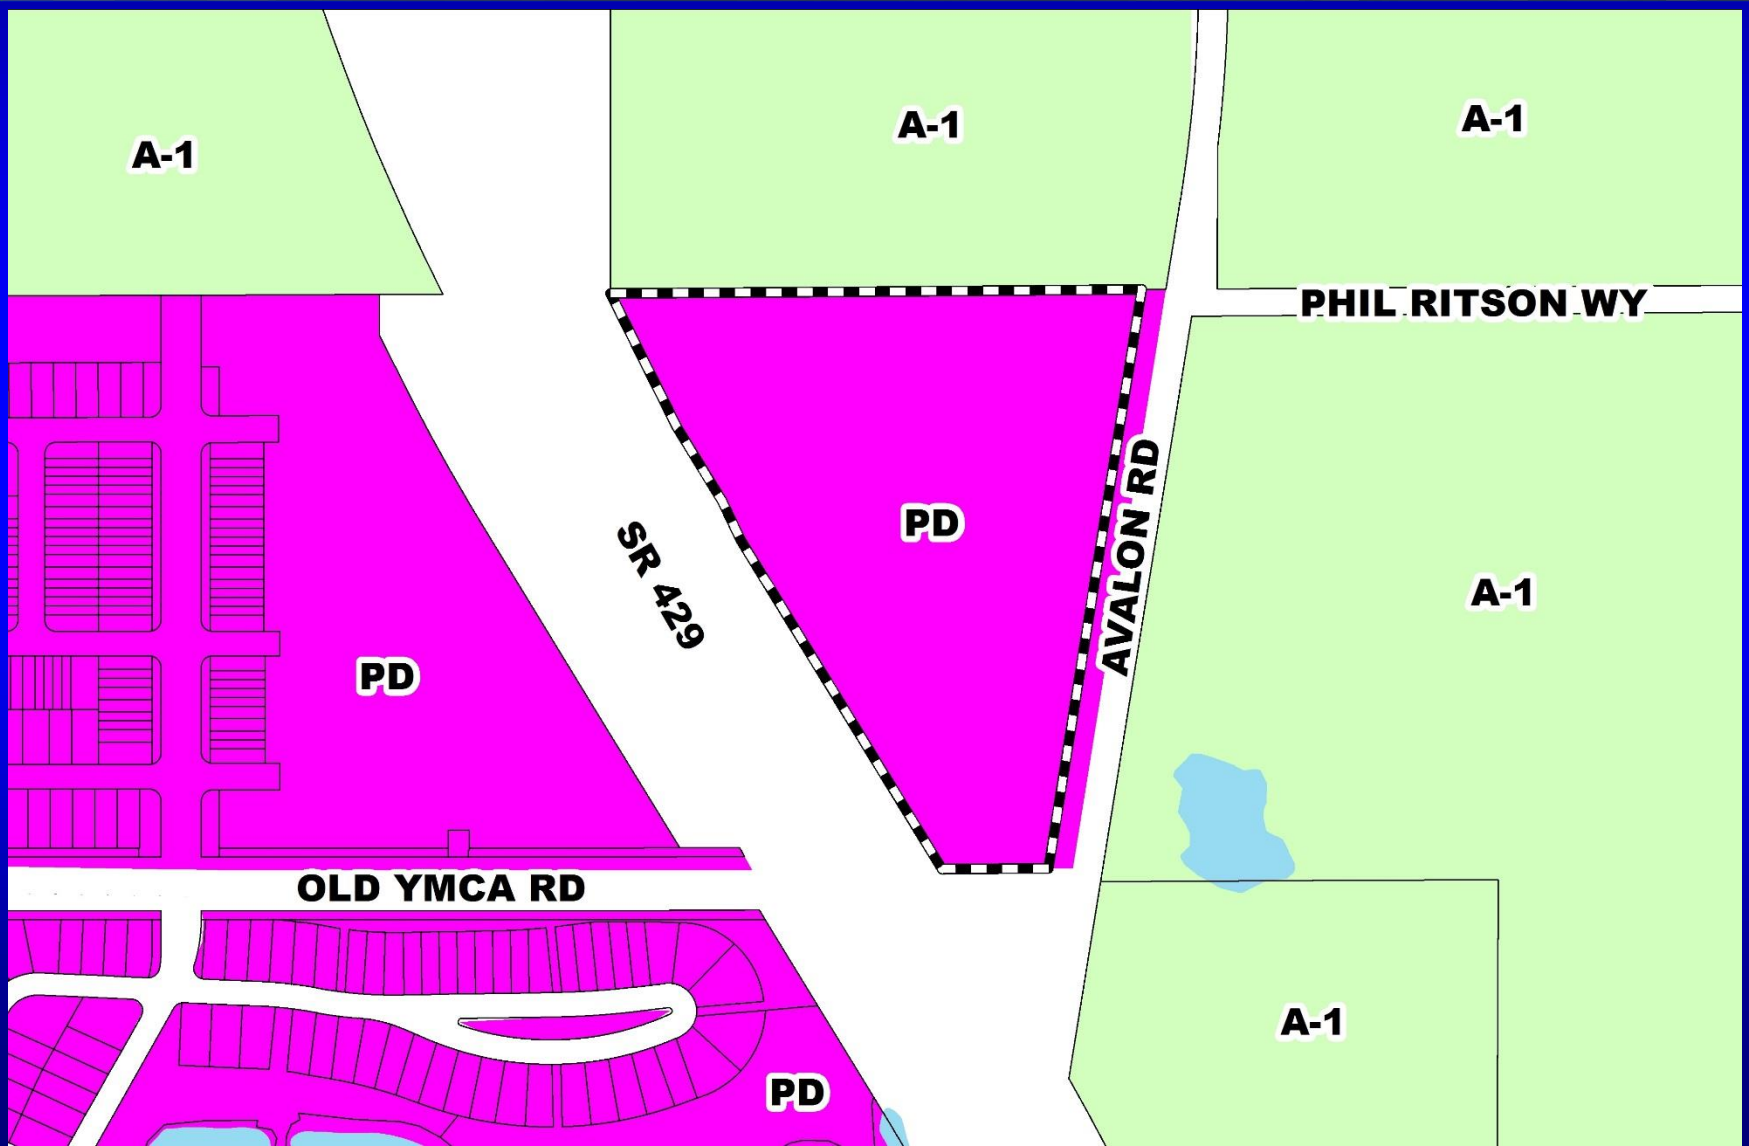 A-1
A-1
A-1
PHIL RITSON WY
AVALON RD
PD
SR 429
A-1
PD
OLD YMCA RD
A-1
PD